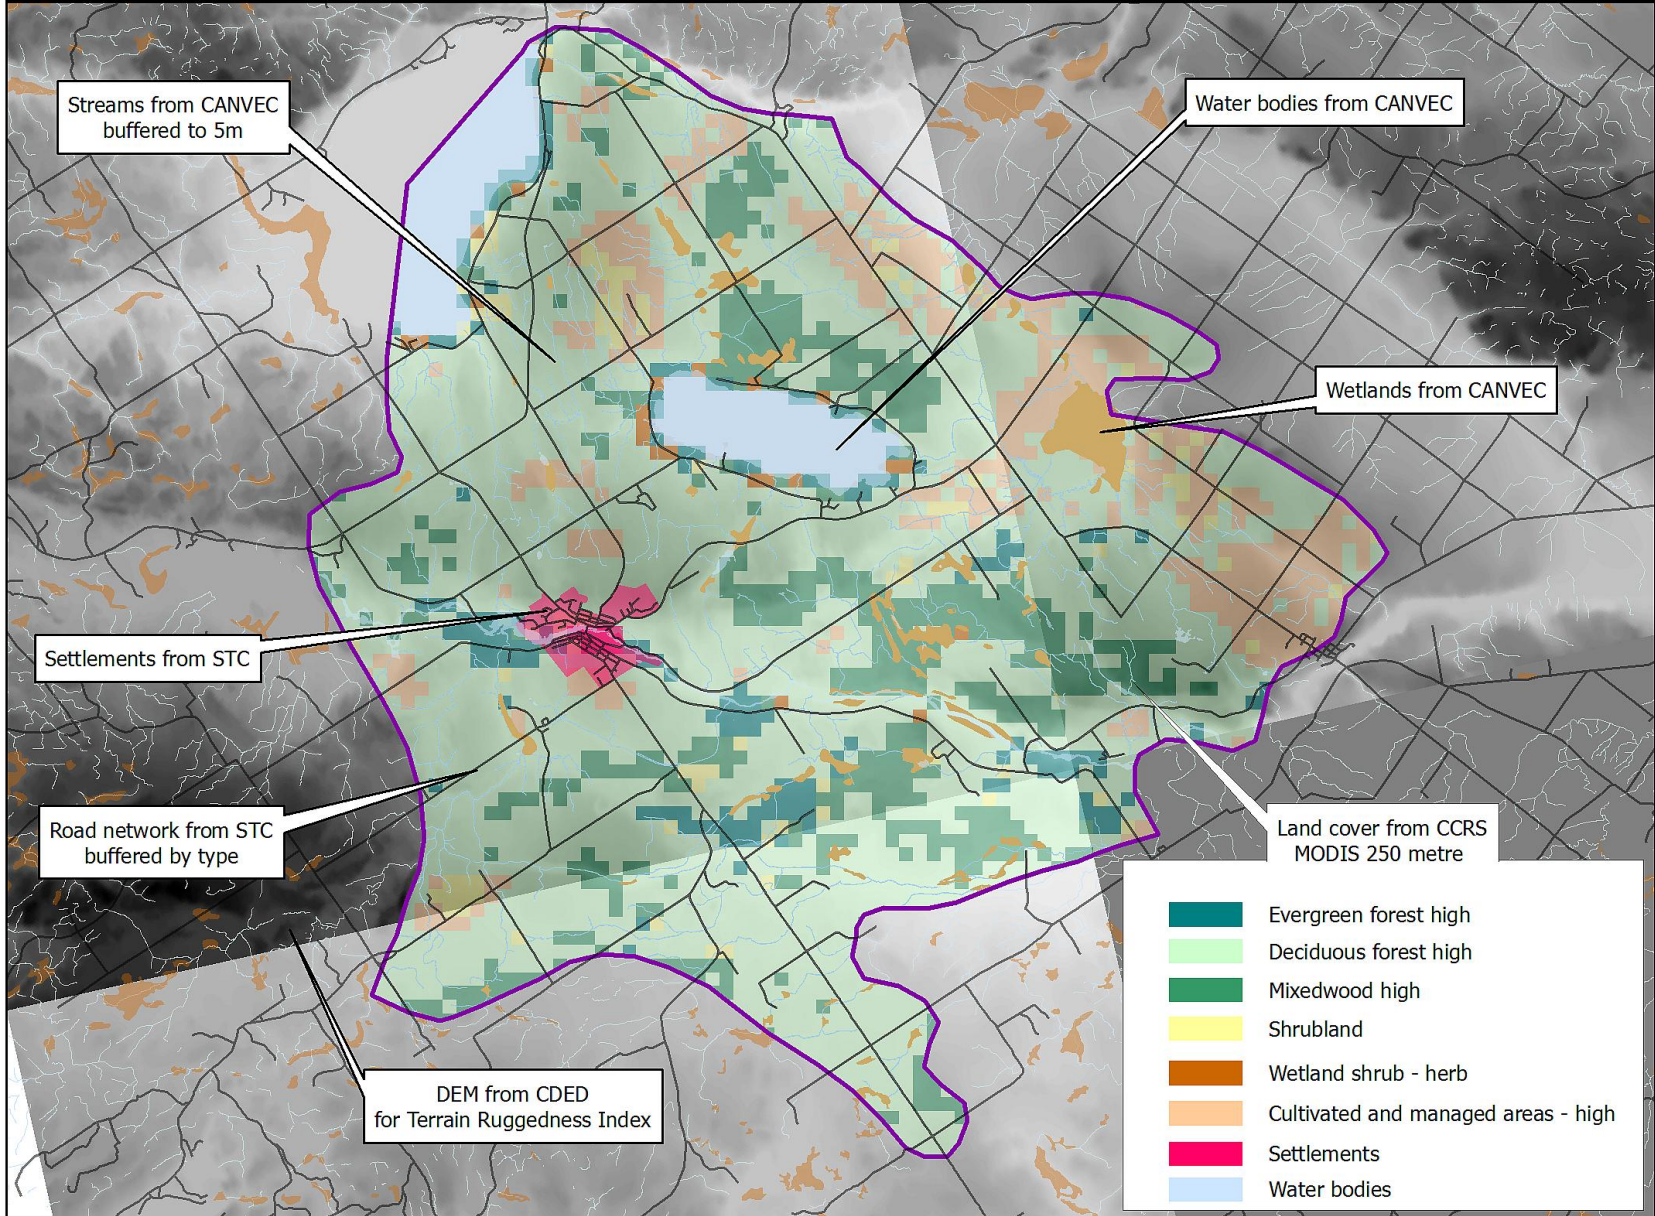 Streams from CANVEC
buffered to 5m
Water bodies from CANVEC
Wetlands from CANVEC
Settlements from STC
Road network from STC
buffered by type
Land cover from CCRS
MODIS 250 metre
DEM from CDED
for Terrain Ruggedness Index
Evergreen forest high
Deciduous forest high
Mixedwood high
Shrubland
Wetland shrub - herb
Cultivated and managed areas - high
Settlements
Water bodies